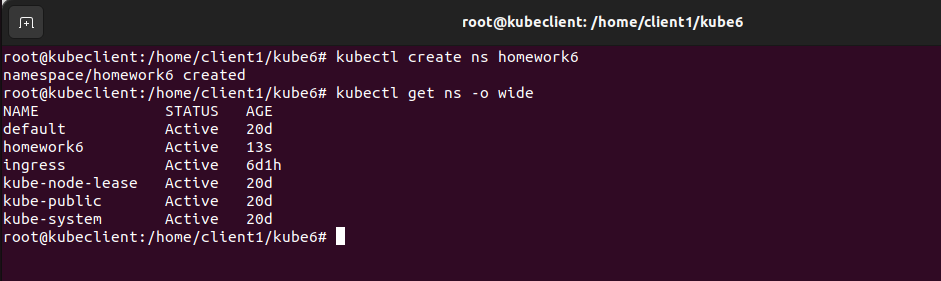 root@kubeclient: /home/client1/kube6
root@kubeclient:/home/client1/kube6# kubectl create ns homework6
namespace/homework6 created
root@kubeclient:/home/client1/kube6# kubectl get ns -o wide
NAME              STATUS   AGE
default           Active   20d
homework6         Active   13s
ingress           Active   6d1h
kube-node-lease   Active   20d
kube-public       Active   20d
kube-system       Active   20d
root@kubeclient:/home/client1/kube6#